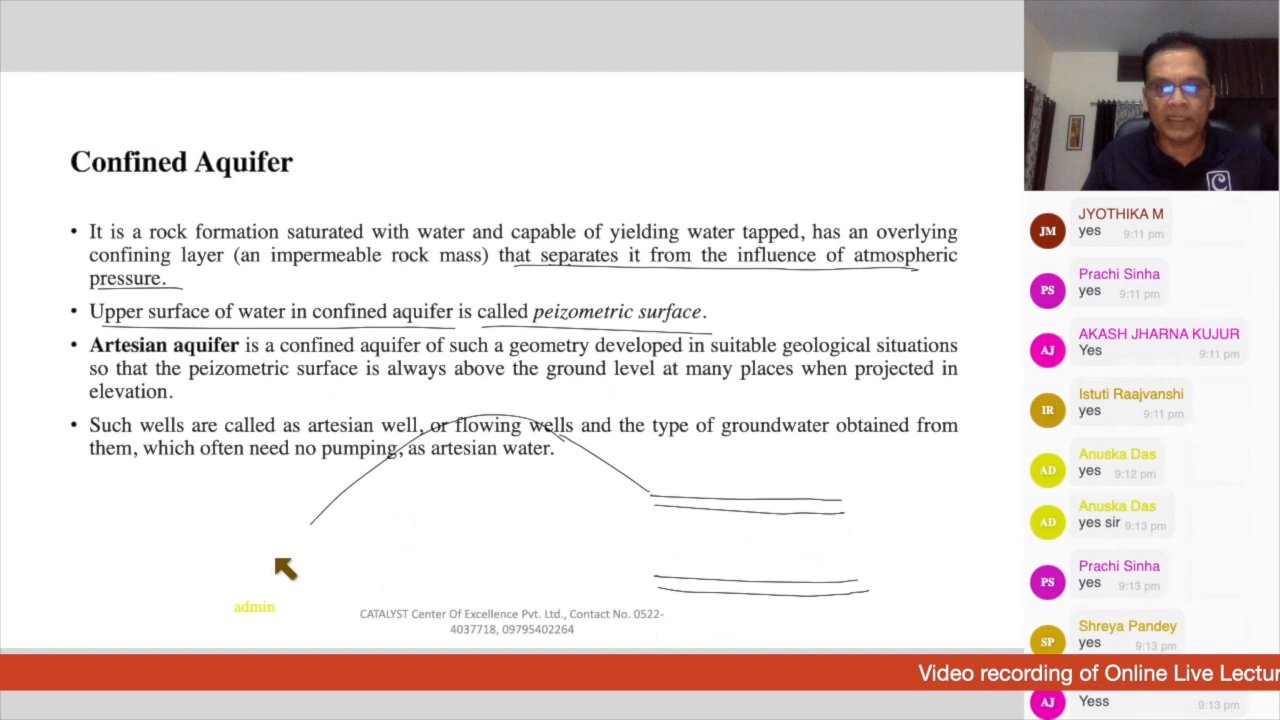 Confined Aquifer
• It is a rock formation saturated with water and capable of yielding water tapped, has an overlying
confining layer (an impermeable rock mass) that separates it from the influence of atmospheric
pressure.
• Upper surface of water in confined aquifer is called peizometric surface.
• Artesian aquifer is a confined aquifer of such a geometry developed in suitable geological situations
so that the peizometric surface is always above the ground level at many places when projected in
elevation.
• Such wells are called as artesian well, or flowing wells and the type of groundwater obtained from
them, which often need no pumping, as artesian water.
admin
CATALYST Center Of Excellence Pvt. Ltd., Contact No. 0522-
4037718, 09795402264
C
JM
JYOTHIKA M
yes 9:11 pm
PS
Prachi Sinha
yes 9:11 pm
AJ
AKASH JHARNA KUJUR
Yes 9:11 pm
IR
Istuti Raajvanshi
yes 9:11 pm
AD
Anuska Das
yes 9:12 pm
AD
Anuska Das
yes sir 9:13 pm
PS
Prachi Sinha
yes 9:13 pm
SP
Shreya Pandey
yes 9:13 pm
Video recording of Online Live Lectur
AJ
Yess 9:13 pm